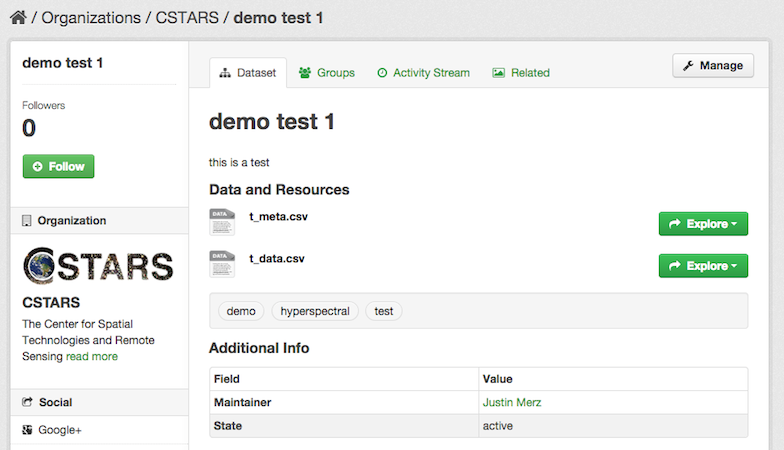 / Organizations / CSTARS / demo test 1
demo test 1
Followers
0
Follow
Organization
CSTARS
CSTARS
The Center for Spatial
Technologies and Remote
Sensing read more
Social
Google+
Dataset
Groups
Activity Stream
Related
Manage
demo test 1
this is a test
Data and Resources
DATA
t_meta.csv
Explore
DATA
t_data.csv
Explore
demo hyperspectral test
Additional Info
Field Value
Maintainer Justin Merz
State active